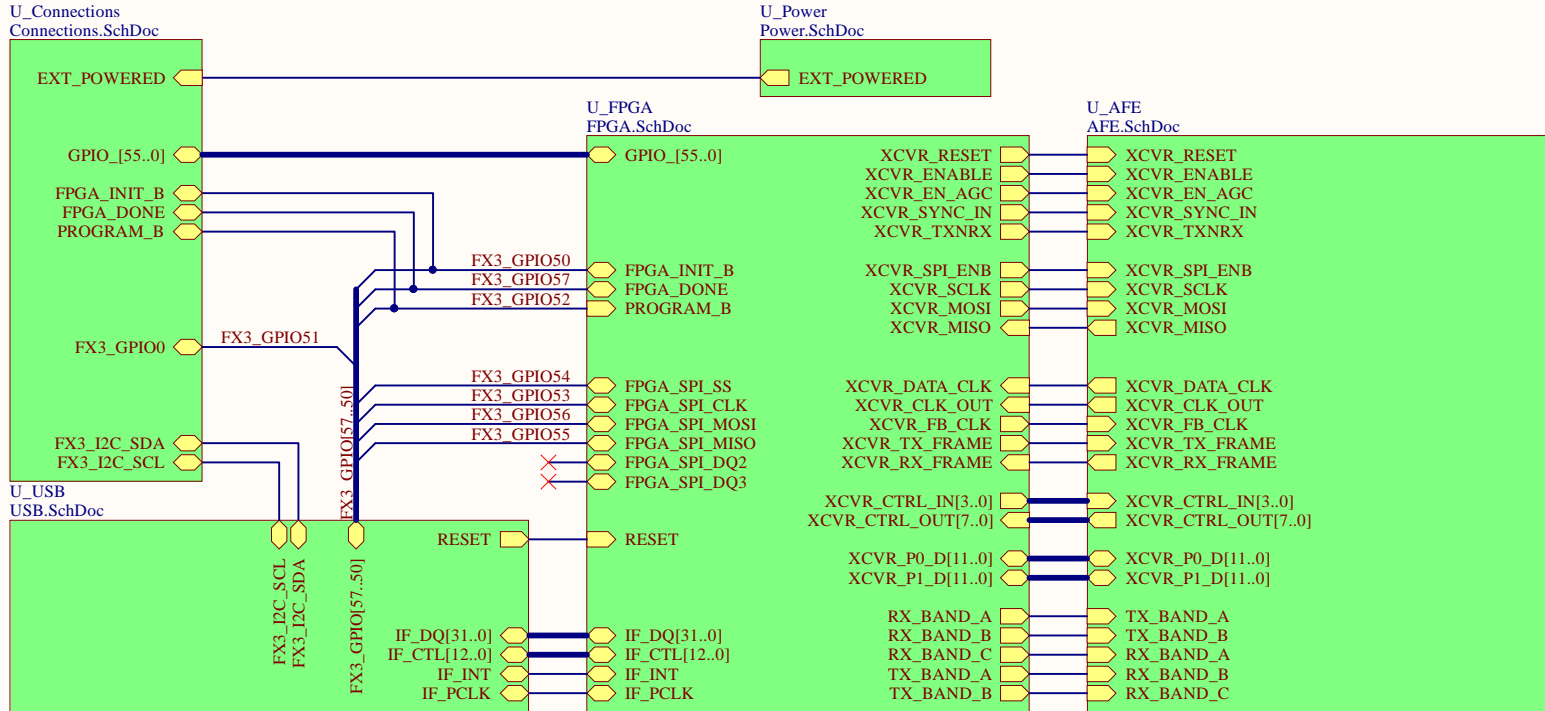 U_Connections
Connections.SchDoc
EXT_POWERED
GPIO_[55..0]
FPGA_INIT_B
FPGA_DONE
PROGRAM_B
FX3_GPIO0
FX3_I2C_SDA
FX3_I2C_SCL
FX3_GPIO51
U_Power
Power.SchDoc
EXT_POWERED
FX3_GPIO50
FX3_GPIO57
FX3_GPIO52
FX3_GPIO54
FX3_GPIO53
FX3_GPIO56
FX3_GPIO55
FX3_GPIO[57..50]
U_FPGA
FPGA.SchDoc
GPIO_[55..0]
FPGA_INIT_B
FPGA_DONE
PROGRAM_B
FPGA_SPI_SS
FPGA_SPI_CLK
FPGA_SPI_MOSI
FPGA_SPI_MISO
FPGA_SPI_DQ2
FPGA_SPI_DQ3
RESET
IF_DQ[31..0]
IF_CTL[12..0]
IF_INT
IF_PCLK
XCVR_RESET
XCVR_ENABLE
XCVR_EN_AGC
XCVR_SYNC_IN
XCVR_TXNRX
XCVR_SPI_ENB
XCVR_SCLK
XCVR_MOSI
XCVR_MISO
XCVR_DATA_CLK
XCVR_CLK_OUT
XCVR_FB_CLK
XCVR_TX_FRAME
XCVR_RX_FRAME
XCVR_CTRL_IN[3..0]
XCVR_CTRL_OUT[7..0]
XCVR_P0_D[11..0]
XCVR_P1_D[11..0]
RX_BAND_A
RX_BAND_B
RX_BAND_C
TX_BAND_A
TX_BAND_B
U_AFE
AFE.SchDoc
XCVR_RESET
XCVR_ENABLE
XCVR_EN_AGC
XCVR_SYNC_IN
XCVR_TXNRX
XCVR_SPI_ENB
XCVR_SCLK
XCVR_MOSI
XCVR_MISO
XCVR_DATA_CLK
XCVR_CLK_OUT
XCVR_FB_CLK
XCVR_TX_FRAME
XCVR_RX_FRAME
XCVR_CTRL_IN[3..0]
XCVR_CTRL_OUT[7..0]
XCVR_P0_D[11..0]
XCVR_P1_D[11..0]
TX_BAND_A
TX_BAND_B
RX_BAND_A
RX_BAND_B
RX_BAND_C
U_USB
USB.SchDoc
FX3_I2C_SCL
FX3_I2C_SDA
FX3_GPIO[57..50]
RESET
IF_DQ[31..0]
IF_CTL[12..0]
IF_INT
IF_PCLK